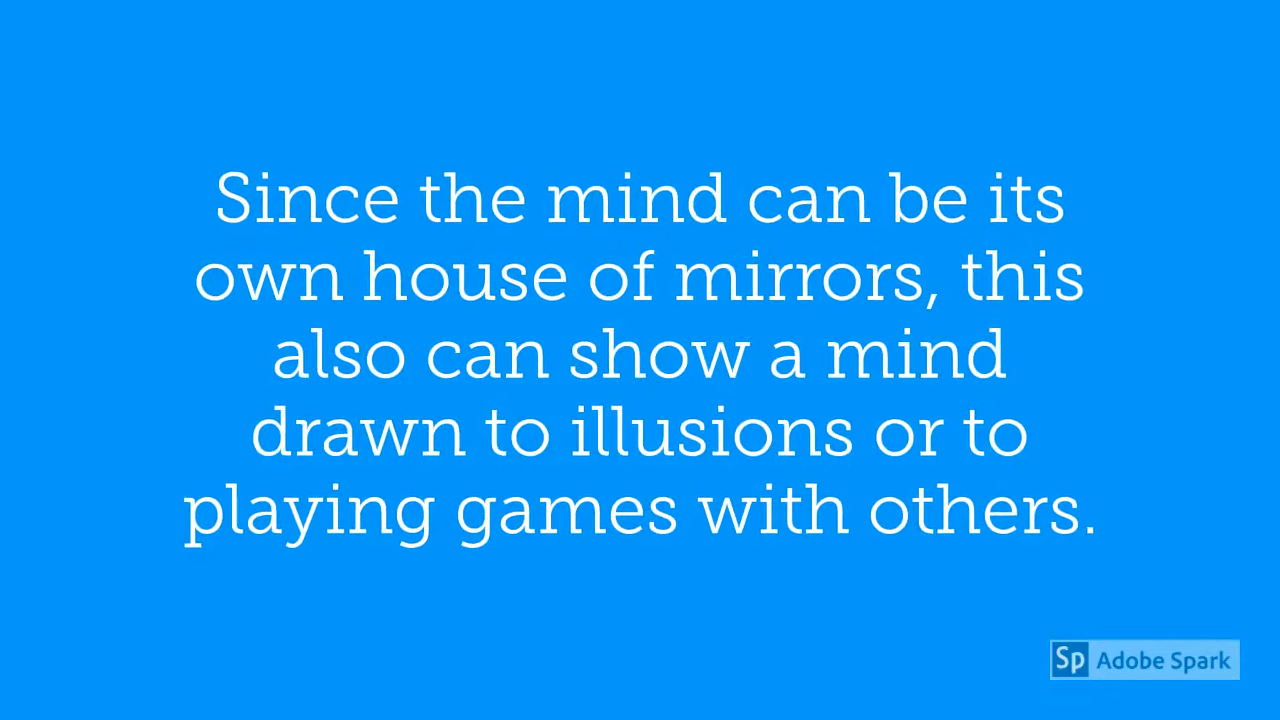 Since the mind can be its
own house of mirrors, this
also can show a mind
drawn to illusions or to
playing games with others.
Sp Adobe Spark